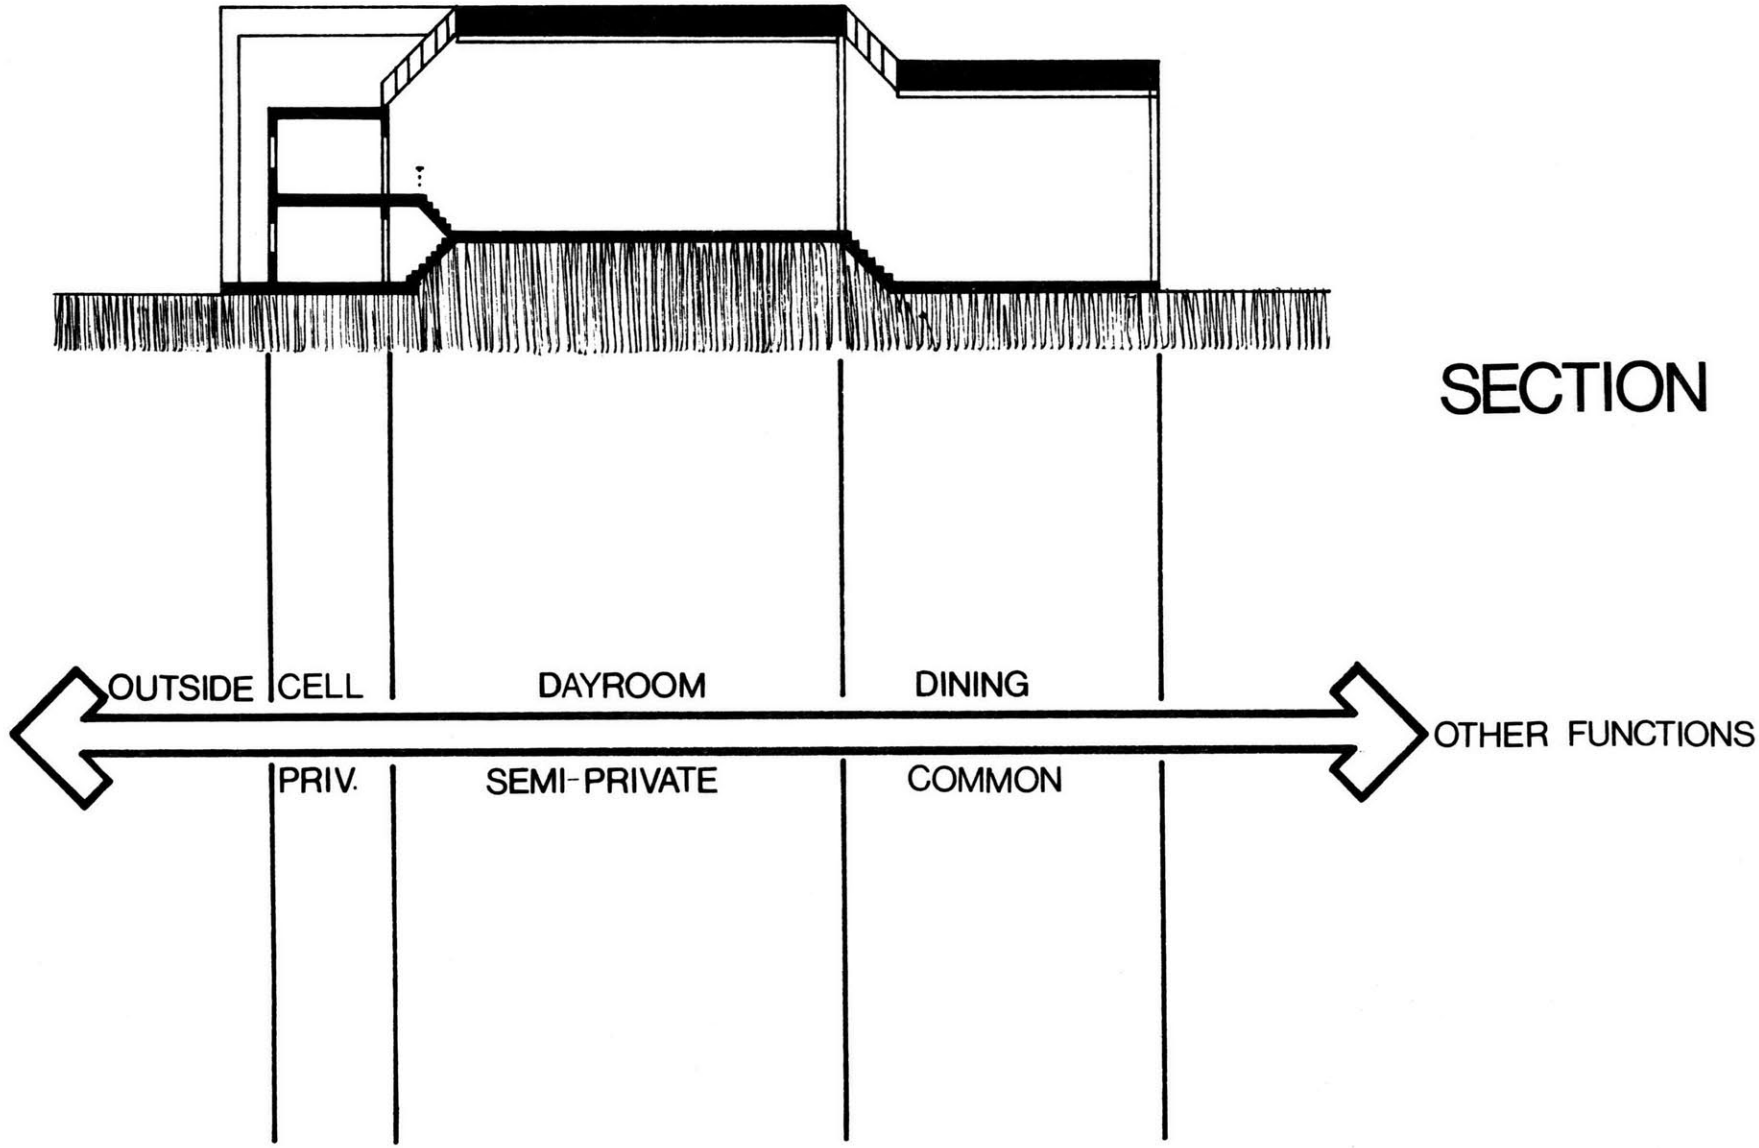 SECTION
OUTSIDE CELL DAYROOM DINING
OTHER FUNCTIONS
PRIV. SEMI-PRIVATE COMMON